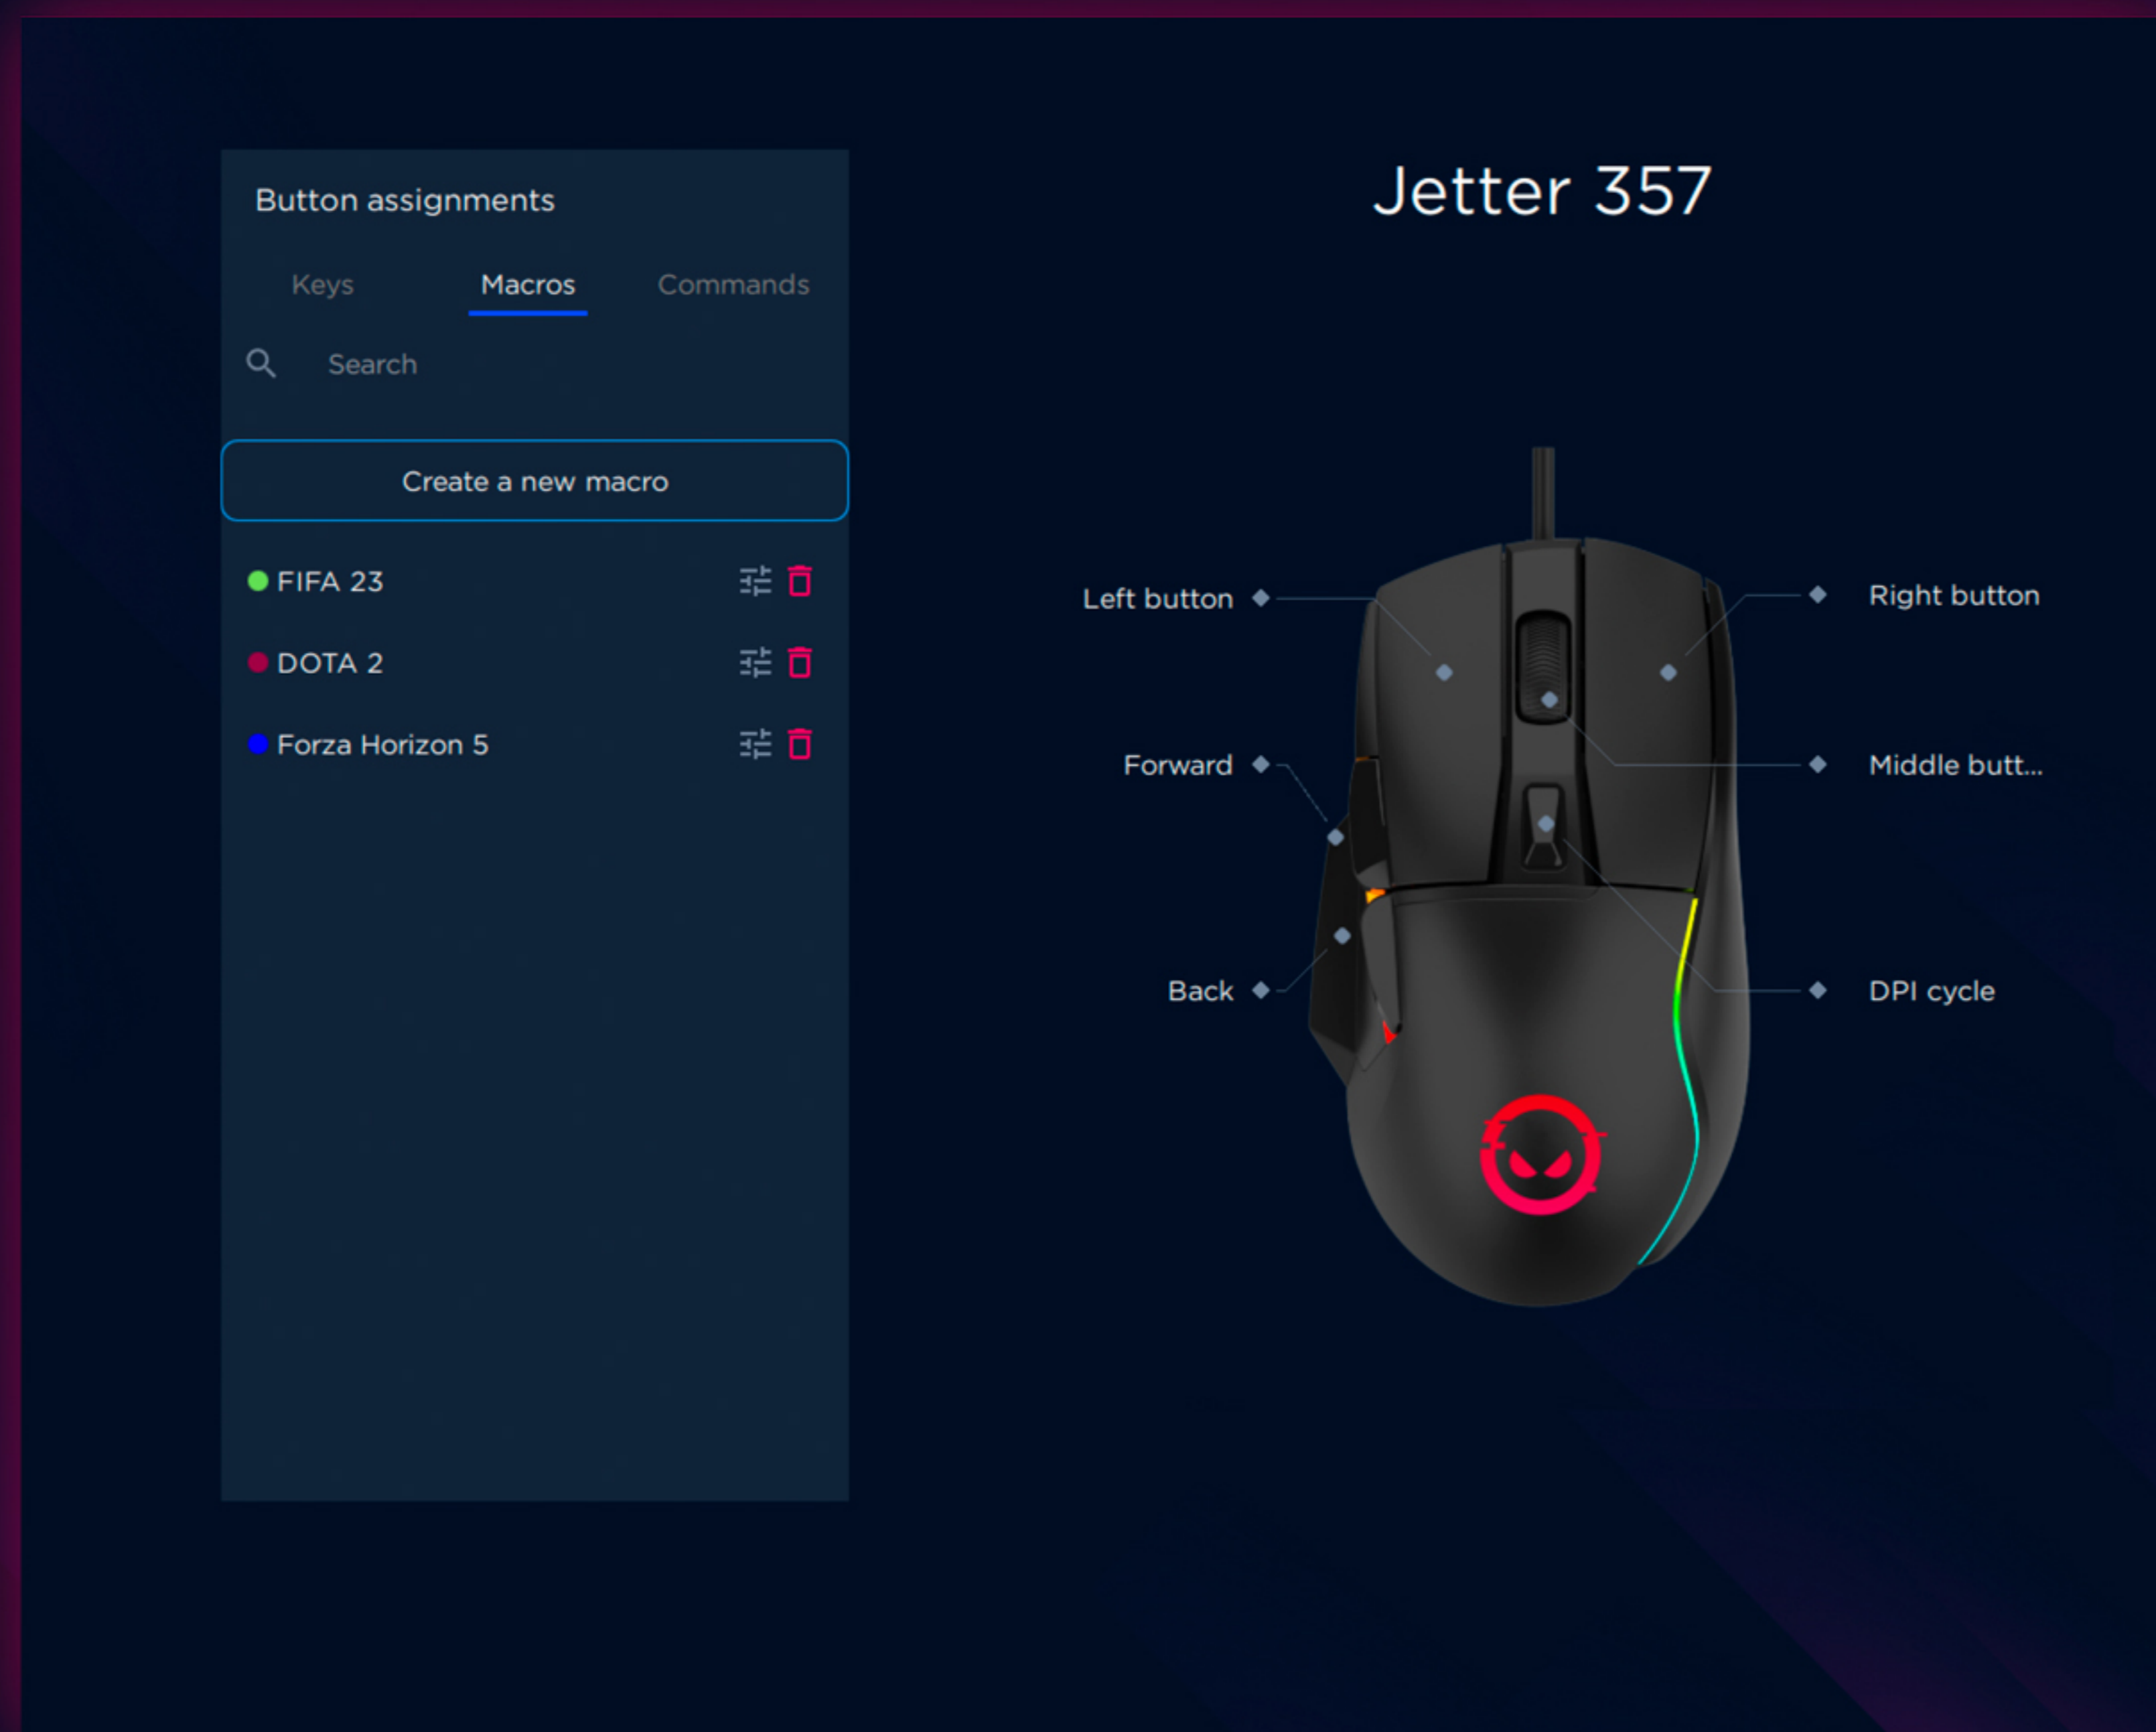 Button assignments
Keys Macros Commands
Search
Create a new macro
FIFA 23
DOTA 2
Forza Horizon 5
Jetter 357
Left button
Right button
Forward
Middle butt...
Back
DPI cycle